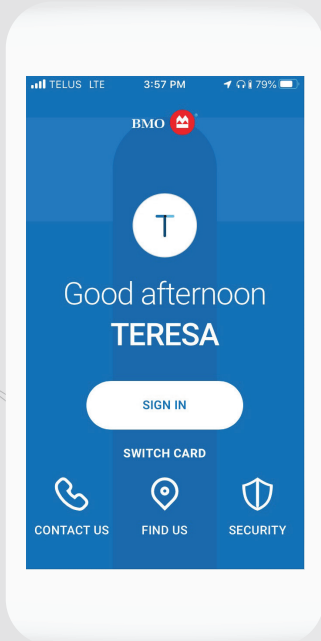 TELUS LTE 3:57 PM 79%
BMO
T
Good afternoon
TERESA
SIGN IN
SWITCH CARD
CONTACT US FIND US SECURITY